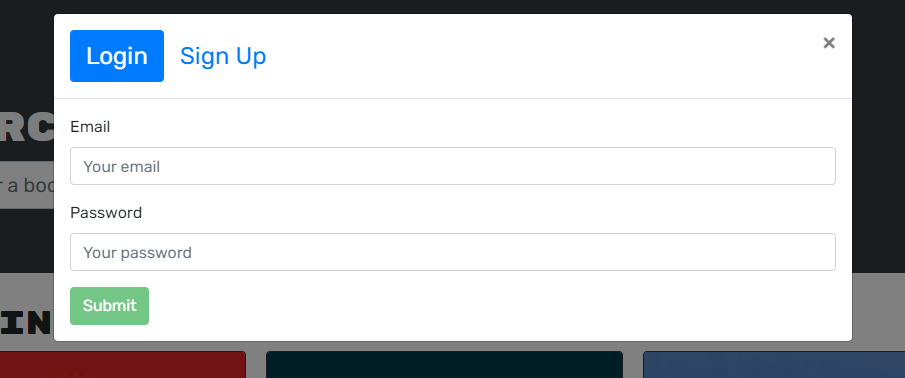 Login Sign Up ×
RC
Email
Your email
r a boo
Password
Your password
Submit
IN